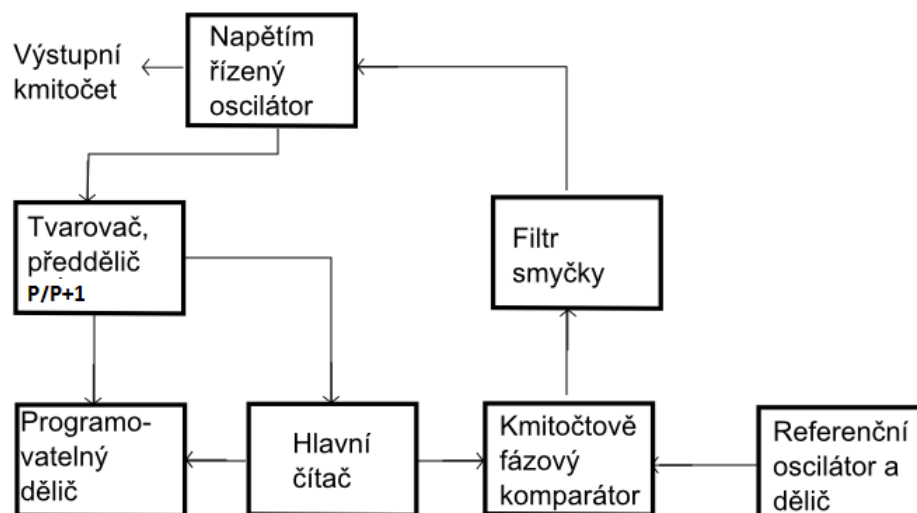 Výstupní
kmitočet
Napětím
řízený
oscilátor
Tvarovač,
předdělič
P/P+1
Filtr
smyčky
Programo-
vatelný
dělič
Hlavní
čítač
Kmitočtově
fázový
komparátor
Referenční
oscilátor a
dělič